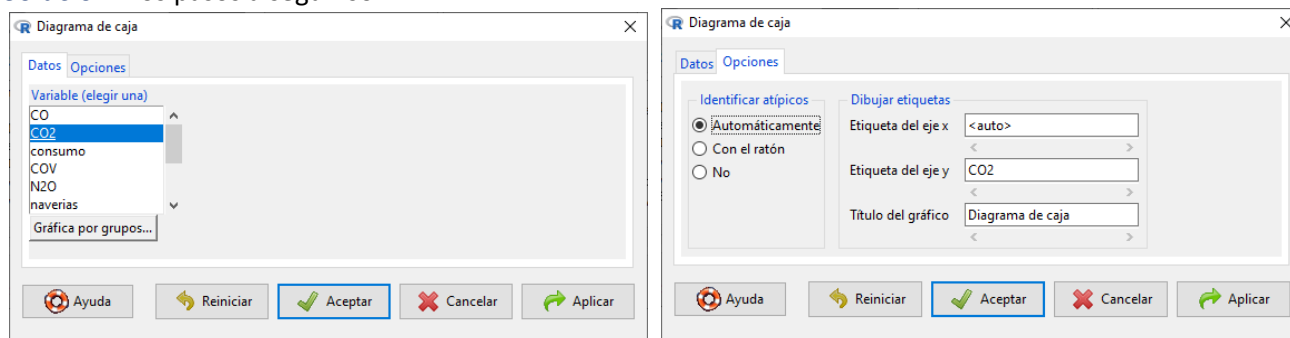 Diagrama de caja
Datos Opciones
Variable (elegir una)
CO
CO2
consumo
COV
N2O
naverias
Gráfica por grupos...
Ayuda Reiniciar Aceptar Cancelar Aplicar
Diagrama de caja
Datos Opciones
Identificar atípicos
Automáticamente
Con el ratón
No
Dibujar etiquetas
Etiqueta del eje x <auto>
Etiqueta del eje y CO2
Título del gráfico Diagrama de caja
Ayuda Reiniciar Aceptar Cancelar Aplicar